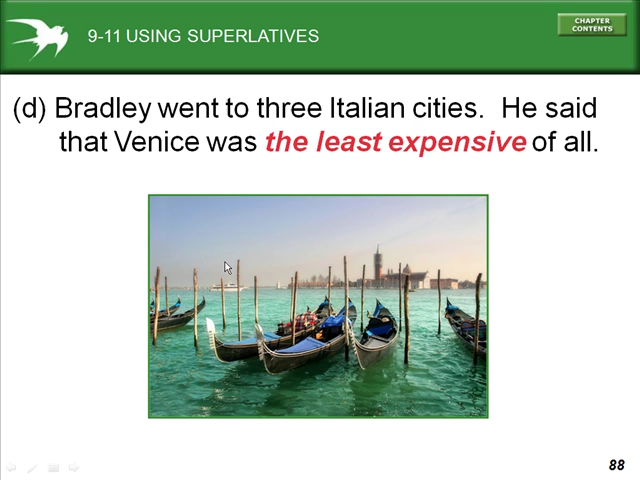 9-11 USING SUPERLATIVES
CHAPTER
CONTENTS
(d) Bradley went to three Italian cities. He said
that Venice was the least expensive of all.
88